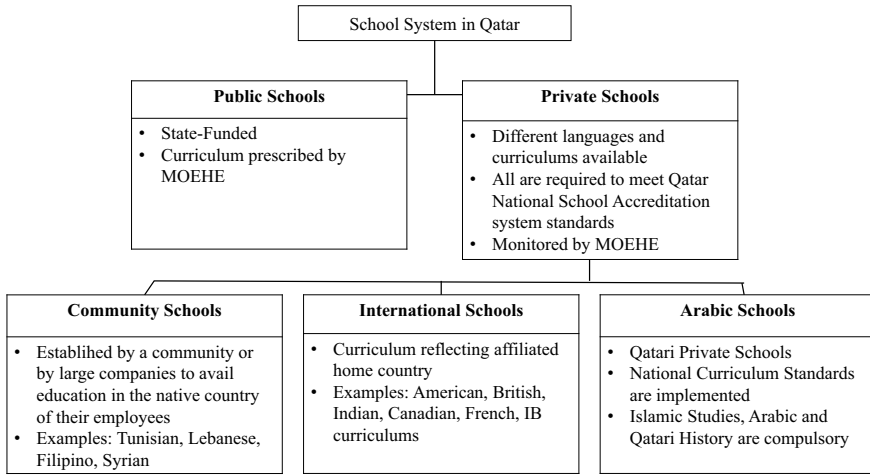 School System in Qatar
Public Schools
• State-Funded
• Curriculum prescribed by
MOEHE
Private Schools
• Different languages and
curriculums available
• All are required to meet Qatar
National School Accreditation
system standards
• Monitored by MOEHE
Community Schools
• Establihed by a community or
by large companies to avail
education in the native country
of their employees
• Examples: Tunisian, Lebanese,
Filipino, Syrian
International Schools
• Curriculum reflecting affiliated
home country
• Examples: American, British,
Indian, Canadian, French, IB
curriculums
Arabic Schools
• Qatari Private Schools
• National Curriculum Standards
are implemented
• Islamic Studies, Arabic and
Qatari History are compulsory